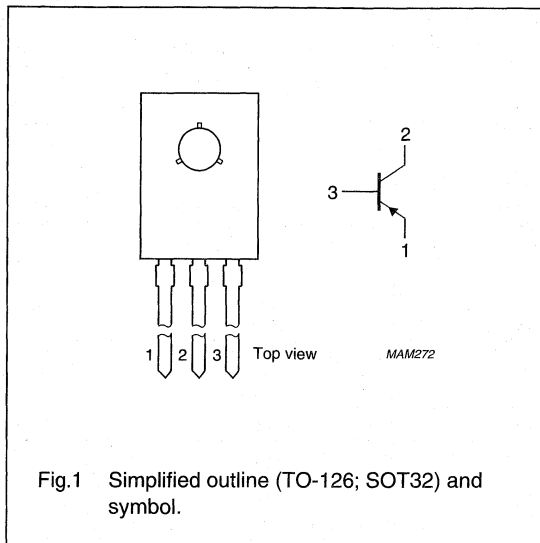 2
3
1
1 2 3 Top view
MAM272
Fig.1 Simplified outline (TO-126; SOT32) and
symbol.